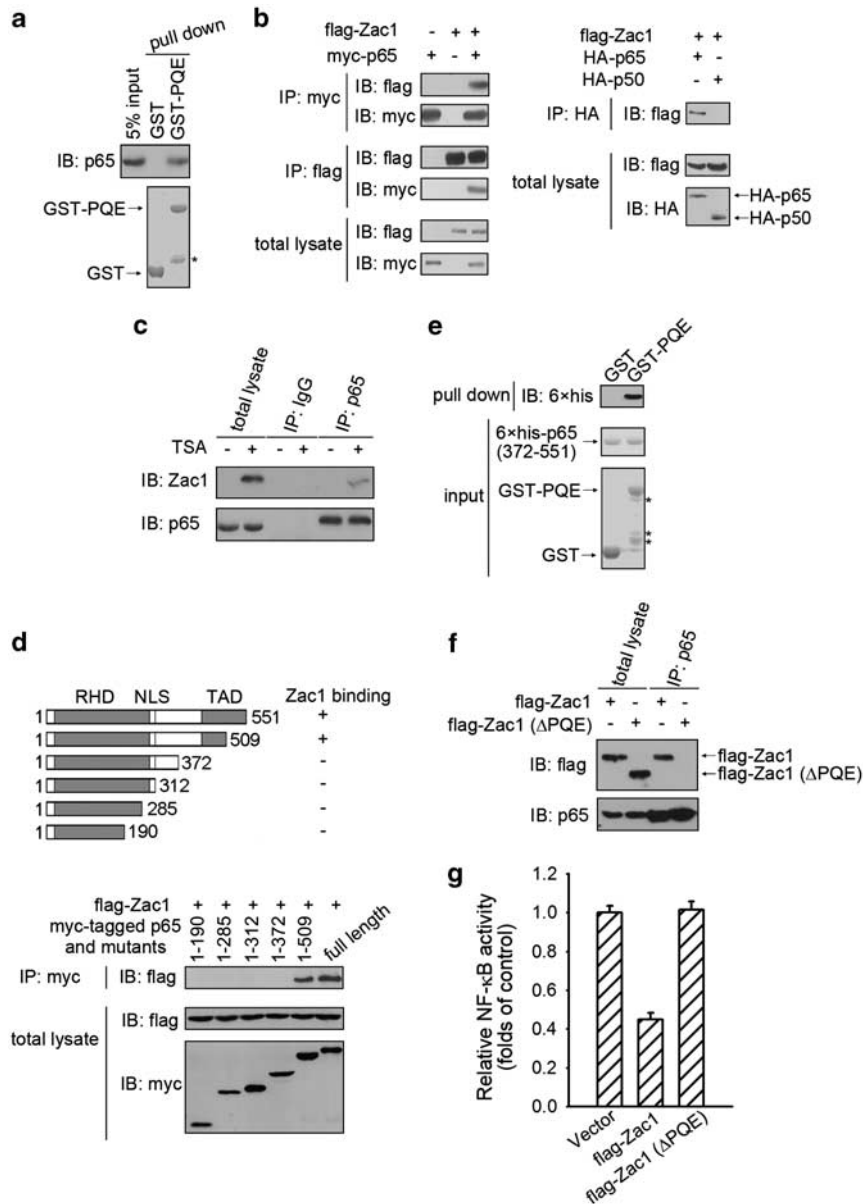 a
pull down
5% input
GST
GST-PQE
IB: p65
GST-PQE→
*
GST→
b
flag-Zac1 - + +
myc-p65 + - +
IP: myc
IB: flag
IB: myc
IP: flag
IB: flag
IB: myc
total lysate
IB: flag
IB: myc
flag-Zac1 + +
HA-p65 + -
HA-p50 - +
IP: HA
IB: flag
total lysate
IB: flag
IB: HA
←HA-p65
←HA-p50
c
total lysate
IP: IgG
IP: p65
TSA - + - + - +
IB: Zac1
IB: p65
e
GST
GST-PQE
pull down
IB: 6×his
6×his-p65
(372-551)
input
GST-PQE→
*
*
*
GST→
d
RHD NLS TAD Zac1 binding
1 551 +
1 509 +
1 372 -
1 312 -
1 285 -
1 190 -
flag-Zac1 + + + + + +
myc-tagged p65
and mutants
1-190
1-285
1-312
1-372
1-509
full length
IP: myc
IB: flag
total lysate
IB: flag
IB: myc
f
total lysate
IP: p65
flag-Zac1 + - + -
flag-Zac1 (ΔPQE) - + - +
IB: flag
←flag-Zac1
←flag-Zac1 (ΔPQE)
IB: p65
g
Relative NF-κB activity
(folds of control)
1.2
1.0
0.8
0.6
0.4
0.2
0.0
Vector
flag-Zac1
flag-Zac1 (ΔPQE)